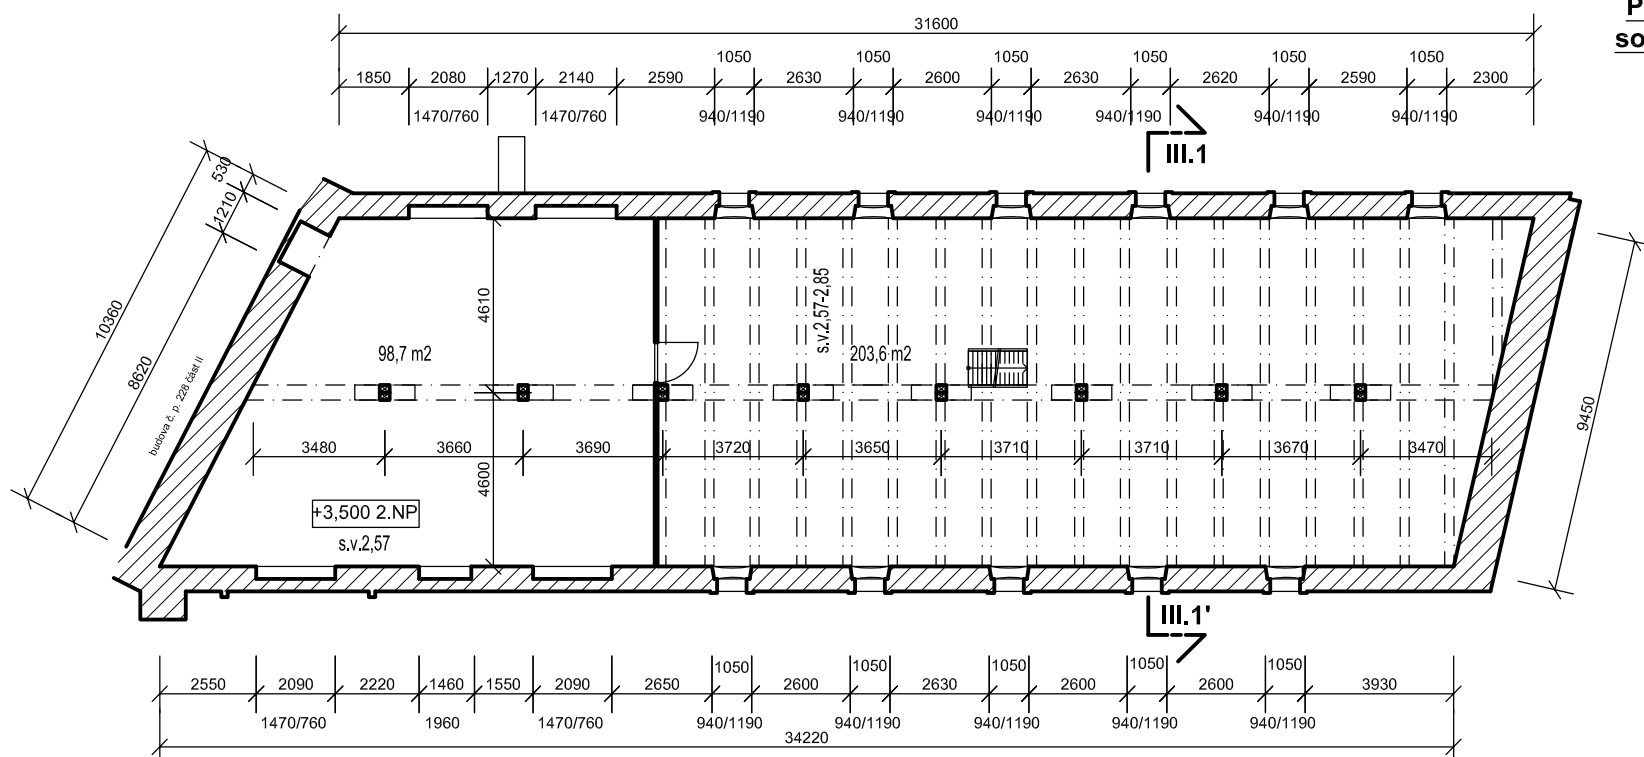 P
31600
so
1050 1050 1050 1050 1050 1050
1850 2080 1270 2140 2590 2630 2600 2630 2620 2590 2300
1470/760 1470/760 940/1190 940/1190 940/1190 940/1190 940/1190 940/1190
III.1
530
1210
10360
8620
budova č. p. 228 část II
4610
s.v.2,57-2,85
98,7 m2
203,6 m2
9450
3480 3660 3690 3720 3650 3710 3710 3670 3470
4600
+3,500 2.NP
s.v.2,57
III.1'
1050 1050 1050 1050 1050
2550 2090 2220 1460 1550 2090 2650 2600 2630 2600 2600 3930
1470/760 1960 1470/760 940/1190 940/1190 940/1190 940/1190 940/1190
34220